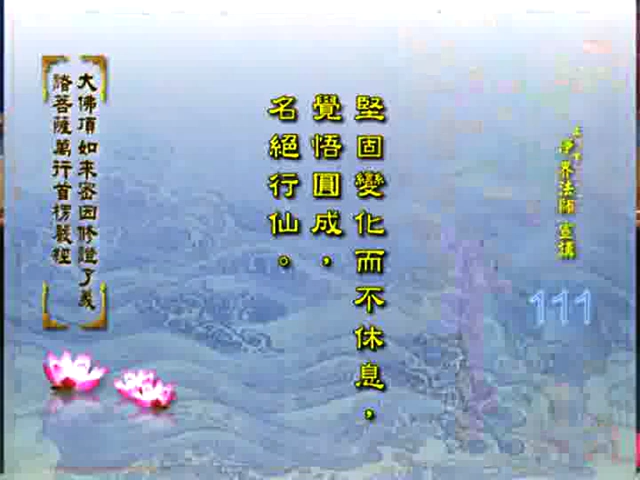 上淨下界法師 宣講
111
堅固變化而不休息，
覺悟圓成，
名絕行仙。
大佛頂如來密因修證了義
諸菩薩萬行首楞嚴經